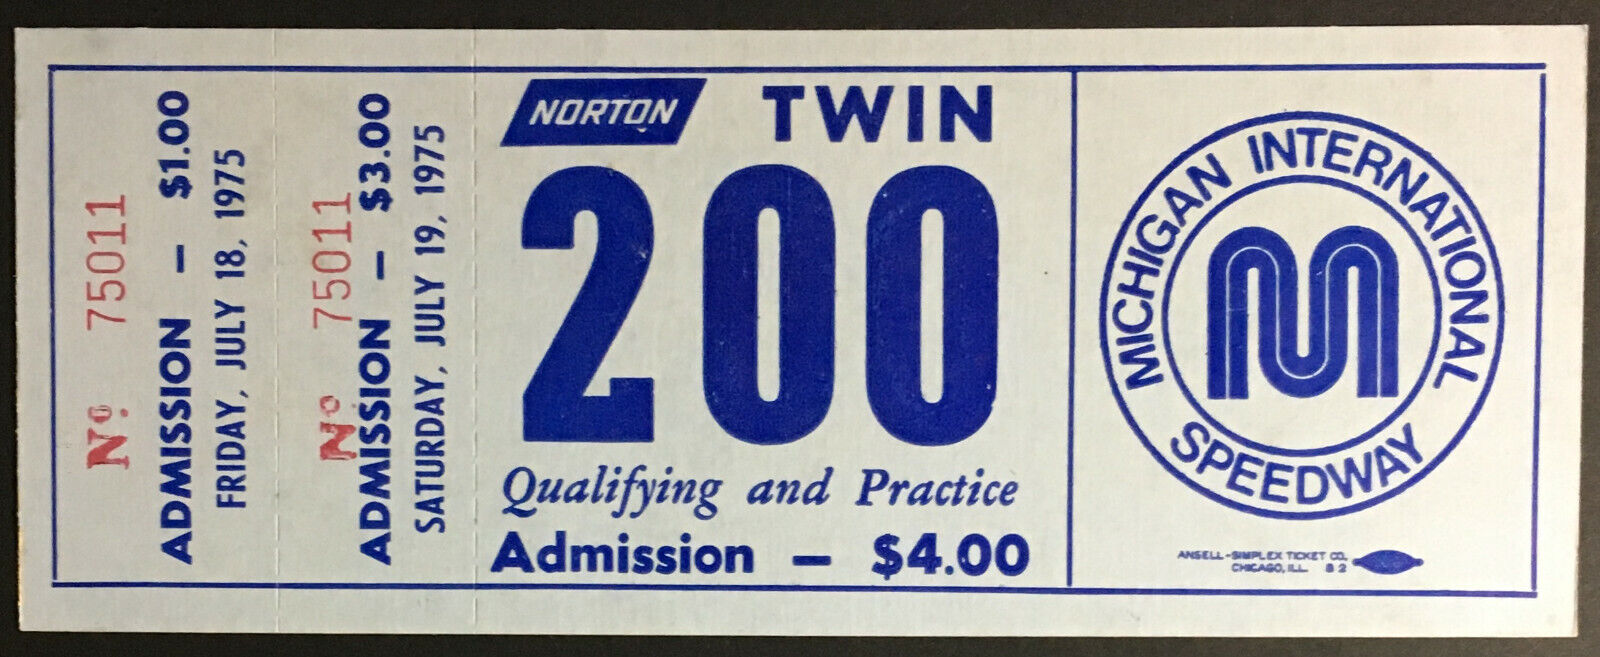 Nº 75011
ADMISSION — $1.00
FRIDAY, JULY 18, 1975
Nº 75011
ADMISSION — $3.00
SATURDAY, JULY 19, 1975
NORTON TWIN
200
Qualifying and Practice
Admission — $4.00
MICHIGAN INTERNATIONAL
SPEEDWAY
ANSELL-SIMPLEX TICKET CO.
CHICAGO, ILL. 82